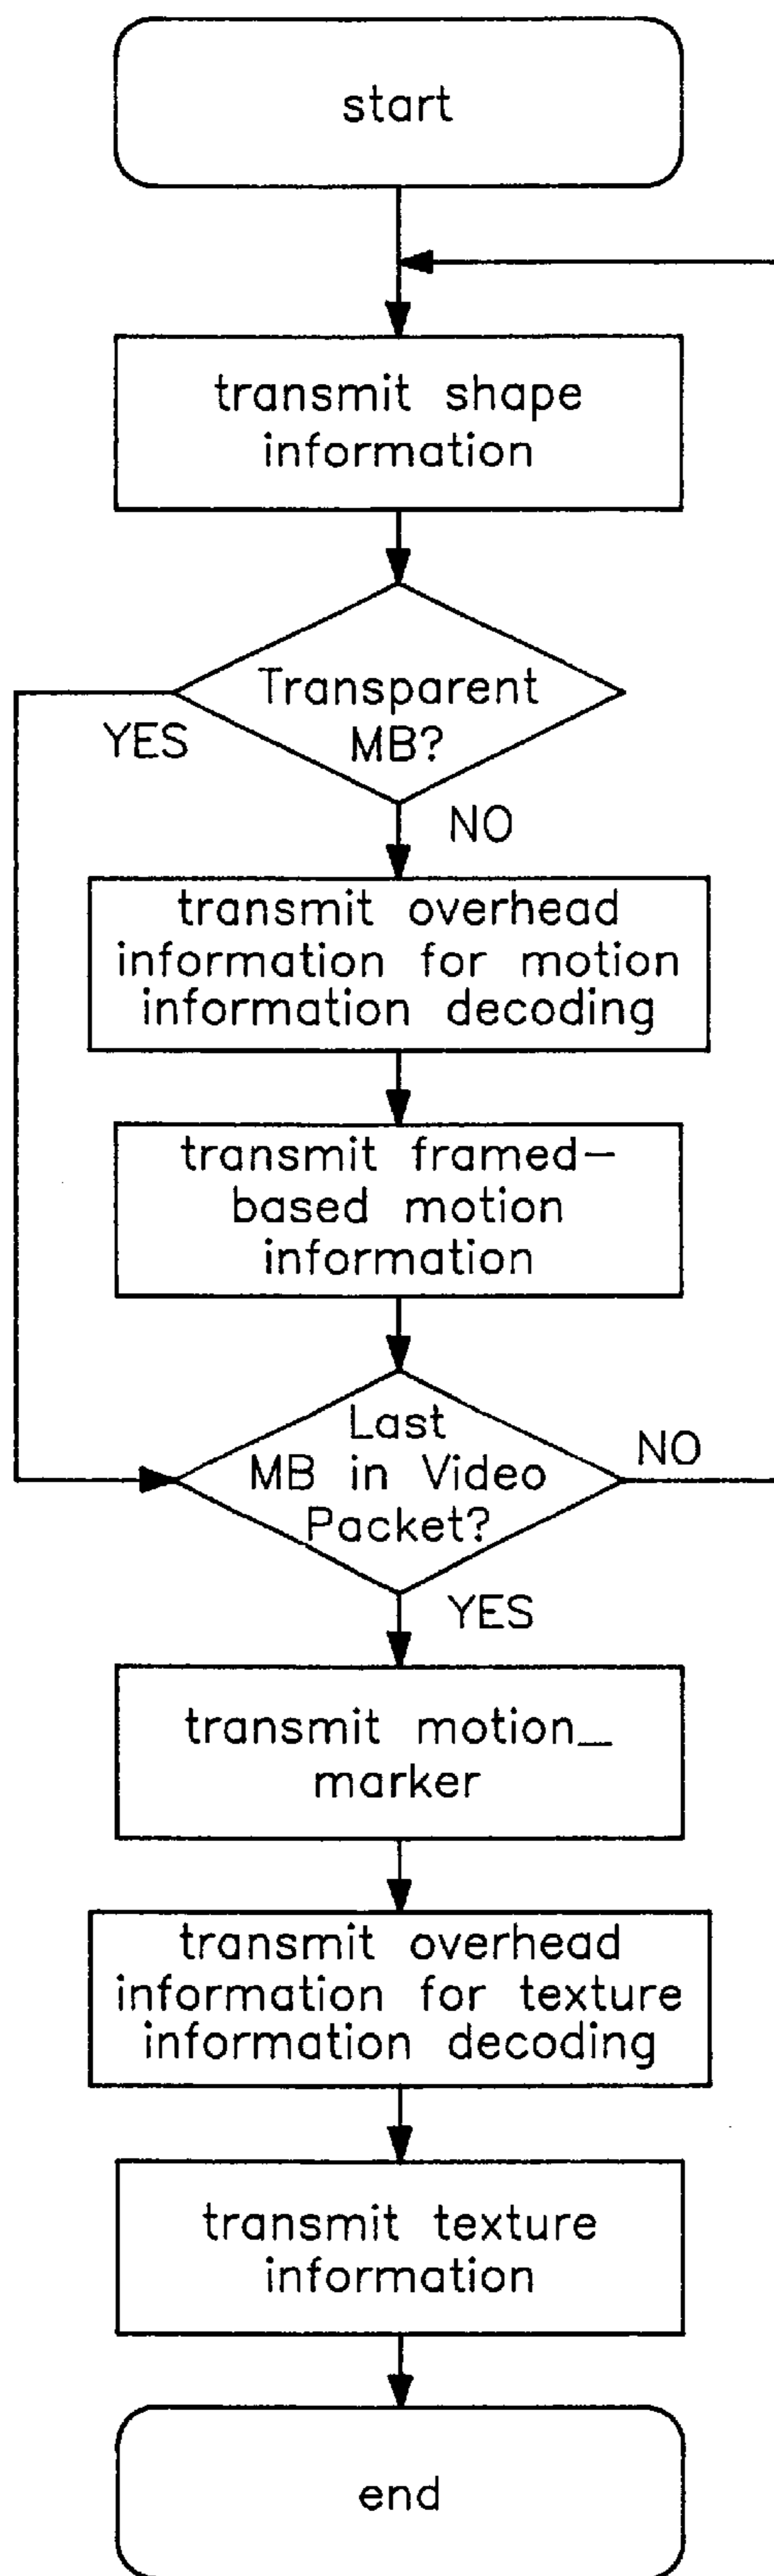 start
transmit shape
information
Transparent
MB?
YES
NO
transmit overhead
information for motion
information decoding
transmit framed-
based motion
information
Last
MB in Video
Packet?
NO
YES
transmit motion_
marker
transmit overhead
information for texture
information decoding
transmit texture
information
end